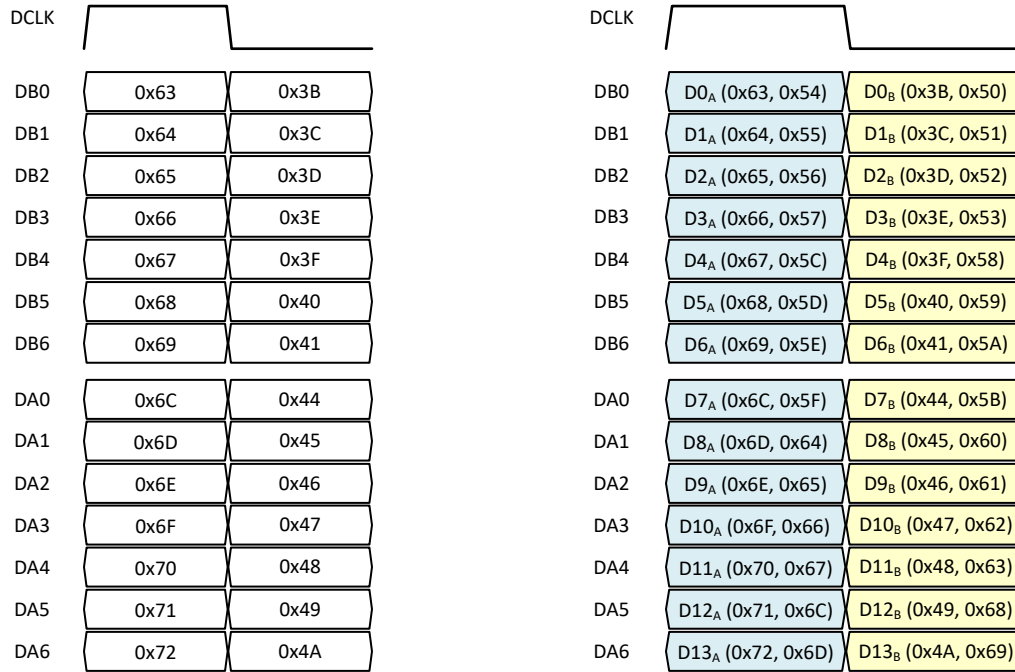 DCLK DCLK
DB0 0x63 0x3B DB0 D0A (0x63, 0x54) D0B (0x3B, 0x50)
DB1 0x64 0x3C DB1 D1A (0x64, 0x55) D1B (0x3C, 0x51)
DB2 0x65 0x3D DB2 D2A (0x65, 0x56) D2B (0x3D, 0x52)
DB3 0x66 0x3E DB3 D3A (0x66, 0x57) D3B (0x3E, 0x53)
DB4 0x67 0x3F DB4 D4A (0x67, 0x5C) D4B (0x3F, 0x58)
DB5 0x68 0x40 DB5 D5A (0x68, 0x5D) D5B (0x40, 0x59)
DB6 0x69 0x41 DB6 D6A (0x69, 0x5E) D6B (0x41, 0x5A)
DA0 0x6C 0x44 DA0 D7A (0x6C, 0x5F) D7B (0x44, 0x5B)
DA1 0x6D 0x45 DA1 D8A (0x6D, 0x64) D8B (0x45, 0x60)
DA2 0x6E 0x46 DA2 D9A (0x6E, 0x65) D9B (0x46, 0x61)
DA3 0x6F 0x47 DA3 D10A (0x6F, 0x66) D10B (0x47, 0x62)
DA4 0x70 0x48 DA4 D11A (0x70, 0x67) D11B (0x48, 0x63)
DA5 0x71 0x49 DA5 D12A (0x71, 0x6C) D12B (0x49, 0x68)
DA6 0x72 0x4A DA6 D13A (0x72, 0x6D) D13B (0x4A, 0x69)